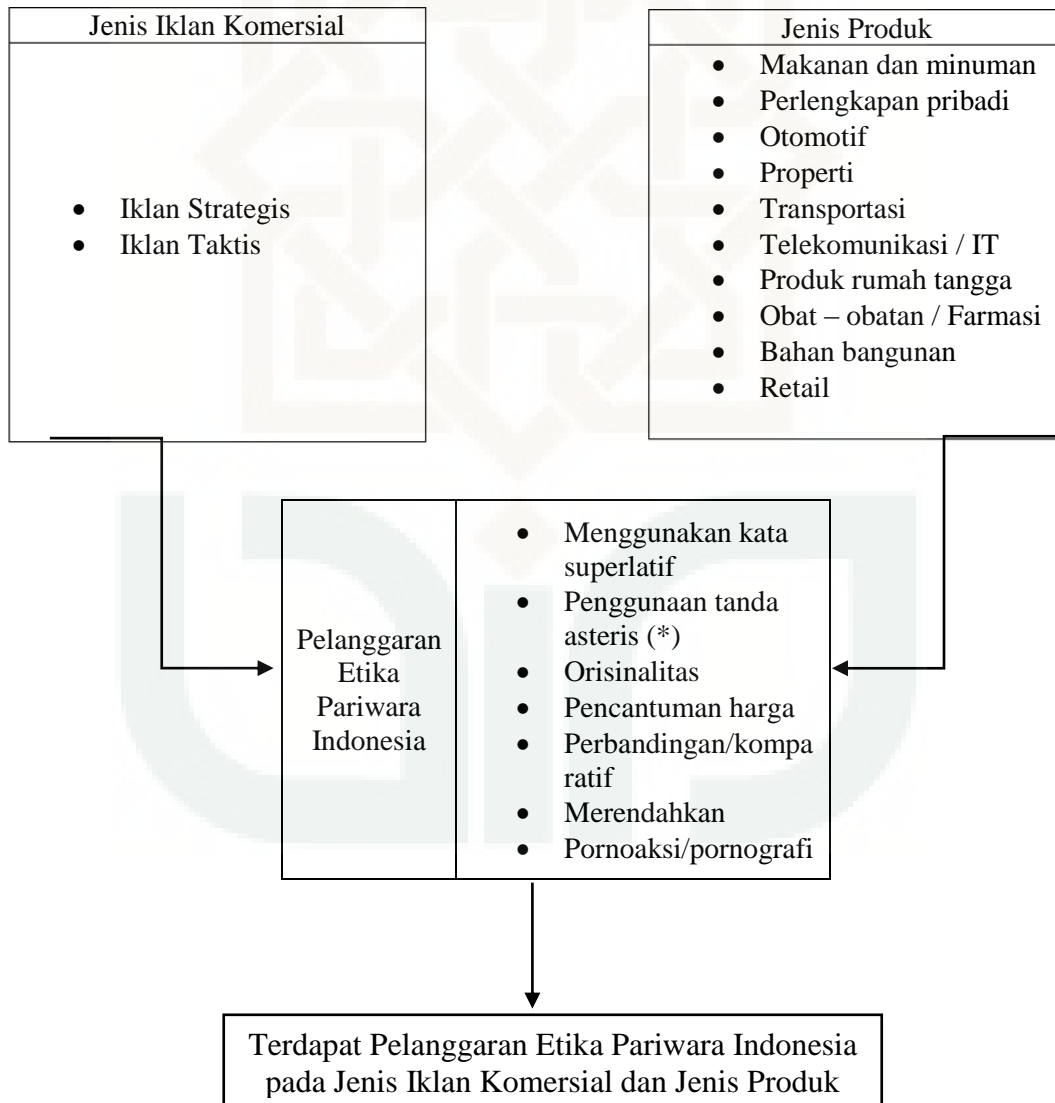 Jenis Iklan Komersial
• Iklan Strategis
• Iklan Taktis
Jenis Produk
• Makanan dan minuman
• Perlengkapan pribadi
• Otomotif
• Properti
• Transportasi
• Telekomunikasi / IT
• Produk rumah tangga
• Obat – obatan / Farmasi
• Bahan bangunan
• Retail
Pelanggaran
Etika
Pariwara
Indonesia
• Menggunakan kata
superlatif
• Penggunaan tanda
asteris (*)
• Orisinalitas
• Pencantuman harga
• Perbandingan/kompa
ratif
• Merendahkan
• Pornoaksi/pornografi
Terdapat Pelanggaran Etika Pariwara Indonesia
pada Jenis Iklan Komersial dan Jenis Produk